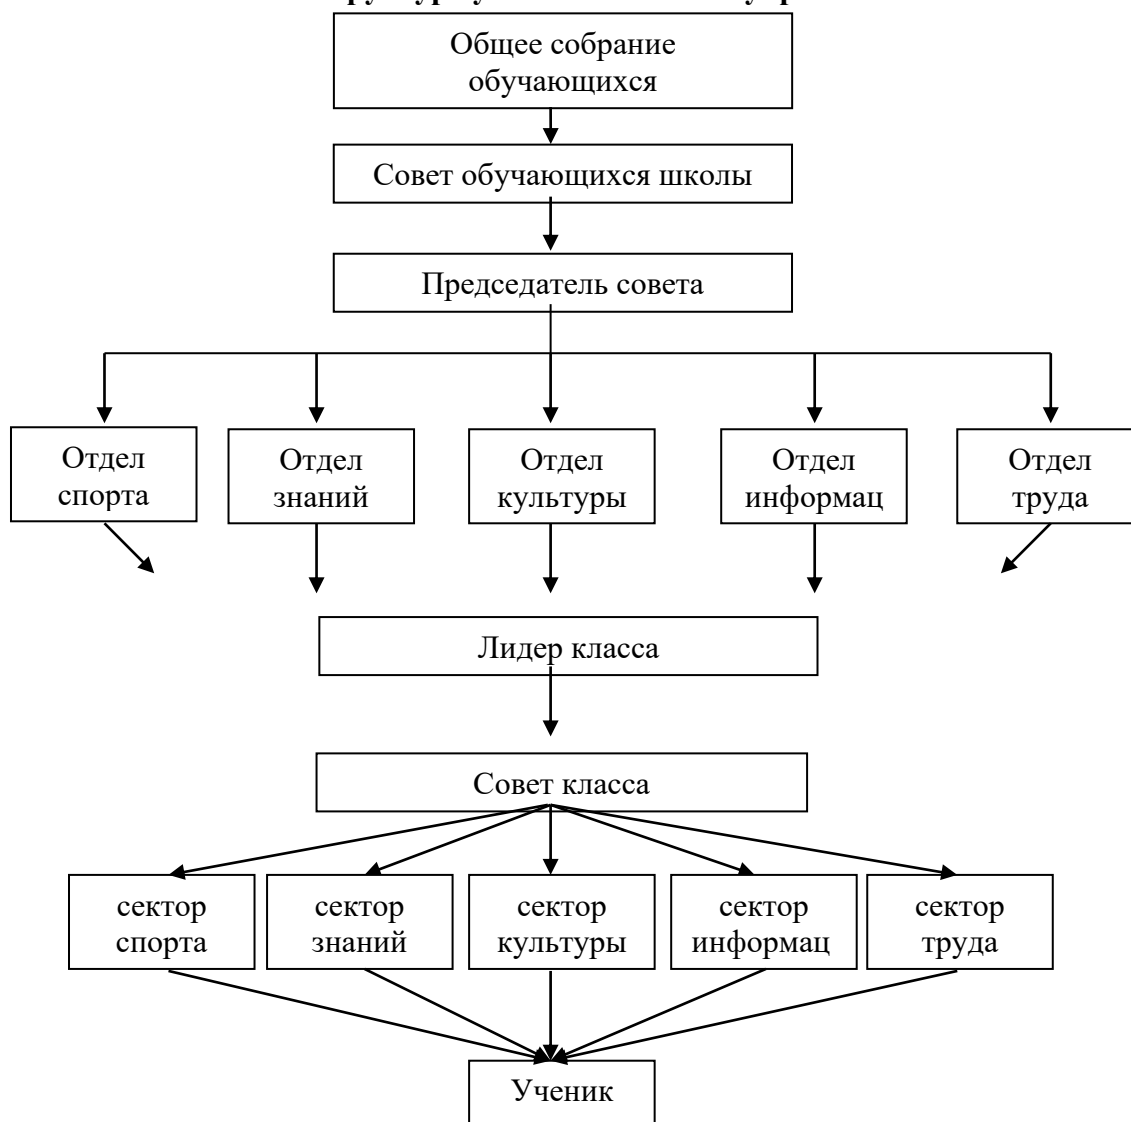 Общее собрание
обучающихся
Совет обучающихся школы
Председатель совета
Отдел
спорта
Отдел
знаний
Отдел
культуры
Отдел
информац
Отдел
труда
Лидер класса
Совет класса
сектор
спорта
сектор
знаний
сектор
культуры
сектор
информац
сектор
труда
Ученик